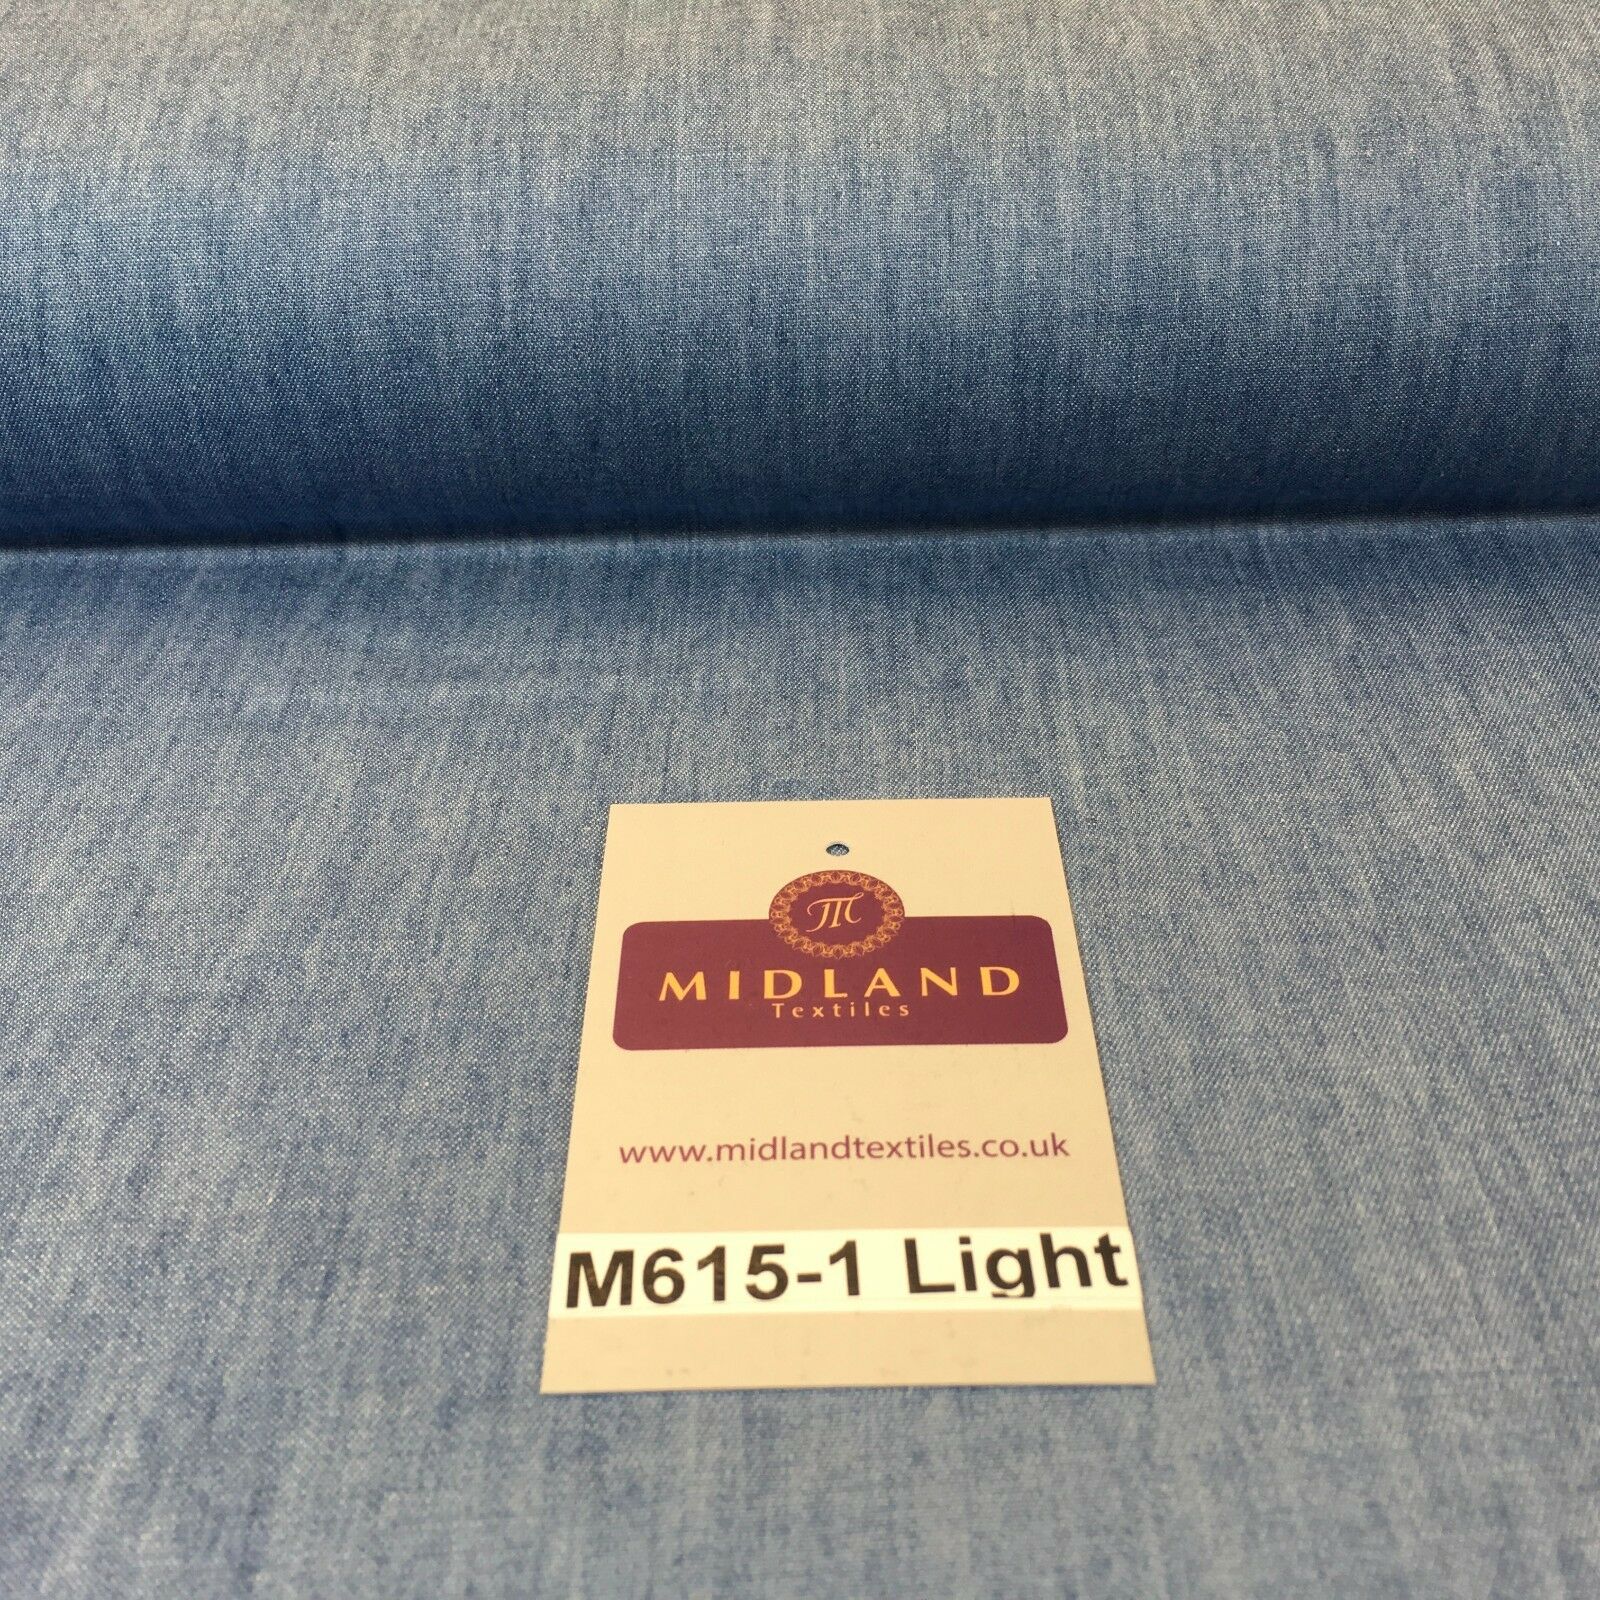 MIDLAND
Textiles
www.midlandtextiles.co.uk
M615-1 Light